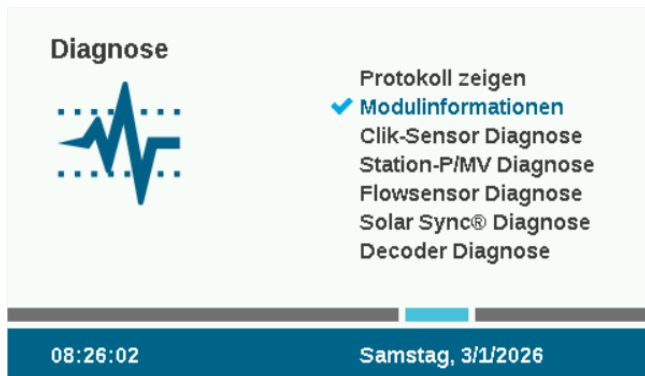 Diagnose
Protokoll zeigen
Modulinformationen
Clik-Sensor Diagnose
Station-P/MV Diagnose
Flowsensor Diagnose
Solar Sync® Diagnose
Decoder Diagnose
08:26:02
Samstag, 3/1/2026